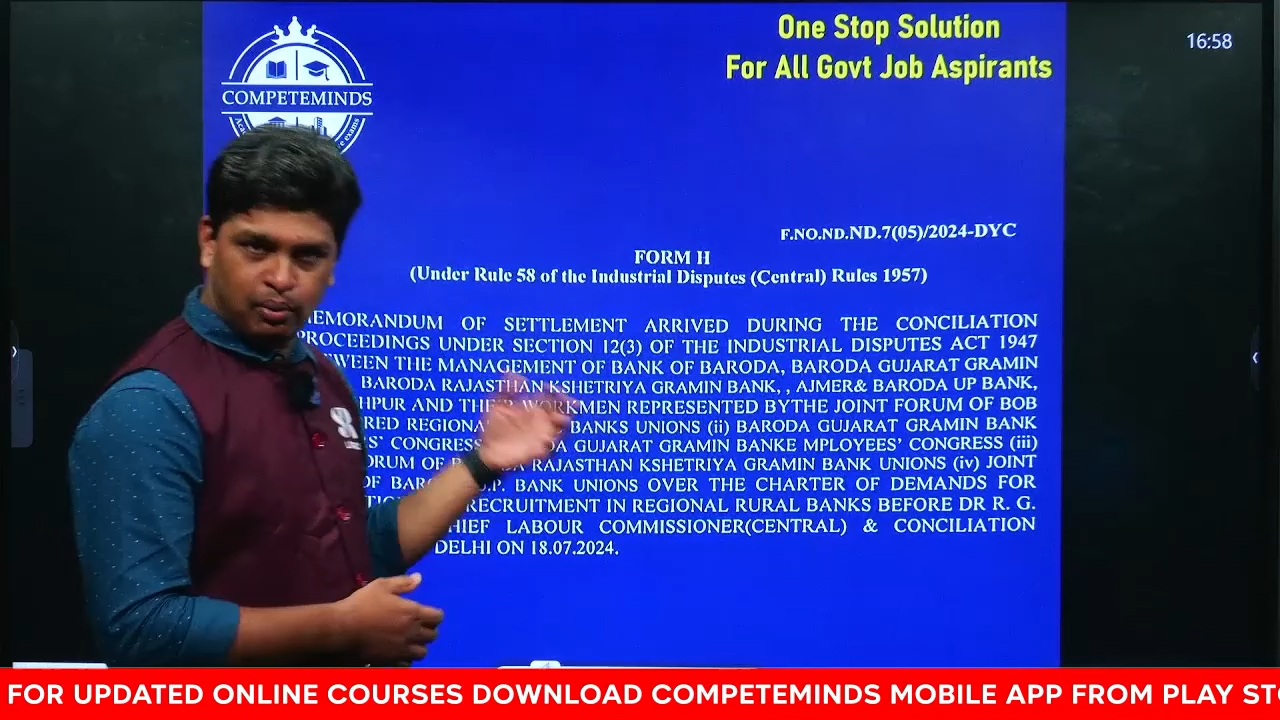 One Stop Solution
For All Govt Job Aspirants
16:58
COMPETEMINDS
F.NO.ND.ND.7(05)/2024-DYC
FORM H
(Under Rule 58 of the Industrial Disputes (Central) Rules 1957)
EMORANDUM OF SETTLEMENT ARRIVED DURING THE CONCILIATION
PROCEEDINGS UNDER SECTION 12(3) OF THE INDUSTRIAL DISPUTES ACT 1947
WEEN THE MANAGEMENT OF BANK OF BARODA, BARODA GUJARAT GRAMIN
BARODA RAJASTHAN KSHETRIYA GRAMIN BANK, , AJMER& BARODA UP BANK,
HPUR AND THEIR WORKMEN REPRESENTED BYTHE JOINT FORUM OF BOB
RED REGIONAL BANKS UNIONS (ii) BARODA GUJARAT GRAMIN BANK
S' CONGRESS GUJARAT GRAMIN BANKE MPLOYEES' CONGRESS (iii)
ORUM OF RAJASTHAN KSHETRIYA GRAMIN BANK UNIONS (iv) JOINT
OF U.P. BANK UNIONS OVER THE CHARTER OF DEMANDS FOR
RECRUITMENT IN REGIONAL RURAL BANKS BEFORE DR R. G.
HIEF LABOUR COMMISSIONER(CENTRAL) & CONCILIATION
DELHI ON 18.07.2024.
FOR UPDATED ONLINE COURSES DOWNLOAD COMPETEMINDS MOBILE APP FROM PLAY STO